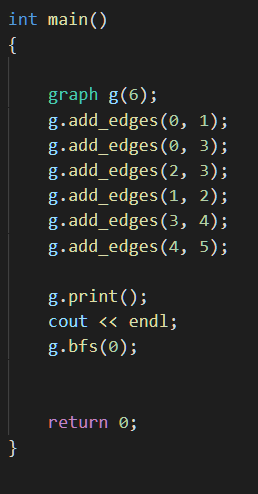 int main()
{
graph g(6);
g.add_edges(0, 1);
g.add_edges(0, 3);
g.add_edges(2, 3);
g.add_edges(1, 2);
g.add_edges(3, 4);
g.add_edges(4, 5);
g.print();
cout << endl;
g.bfs(0);
return 0;
}